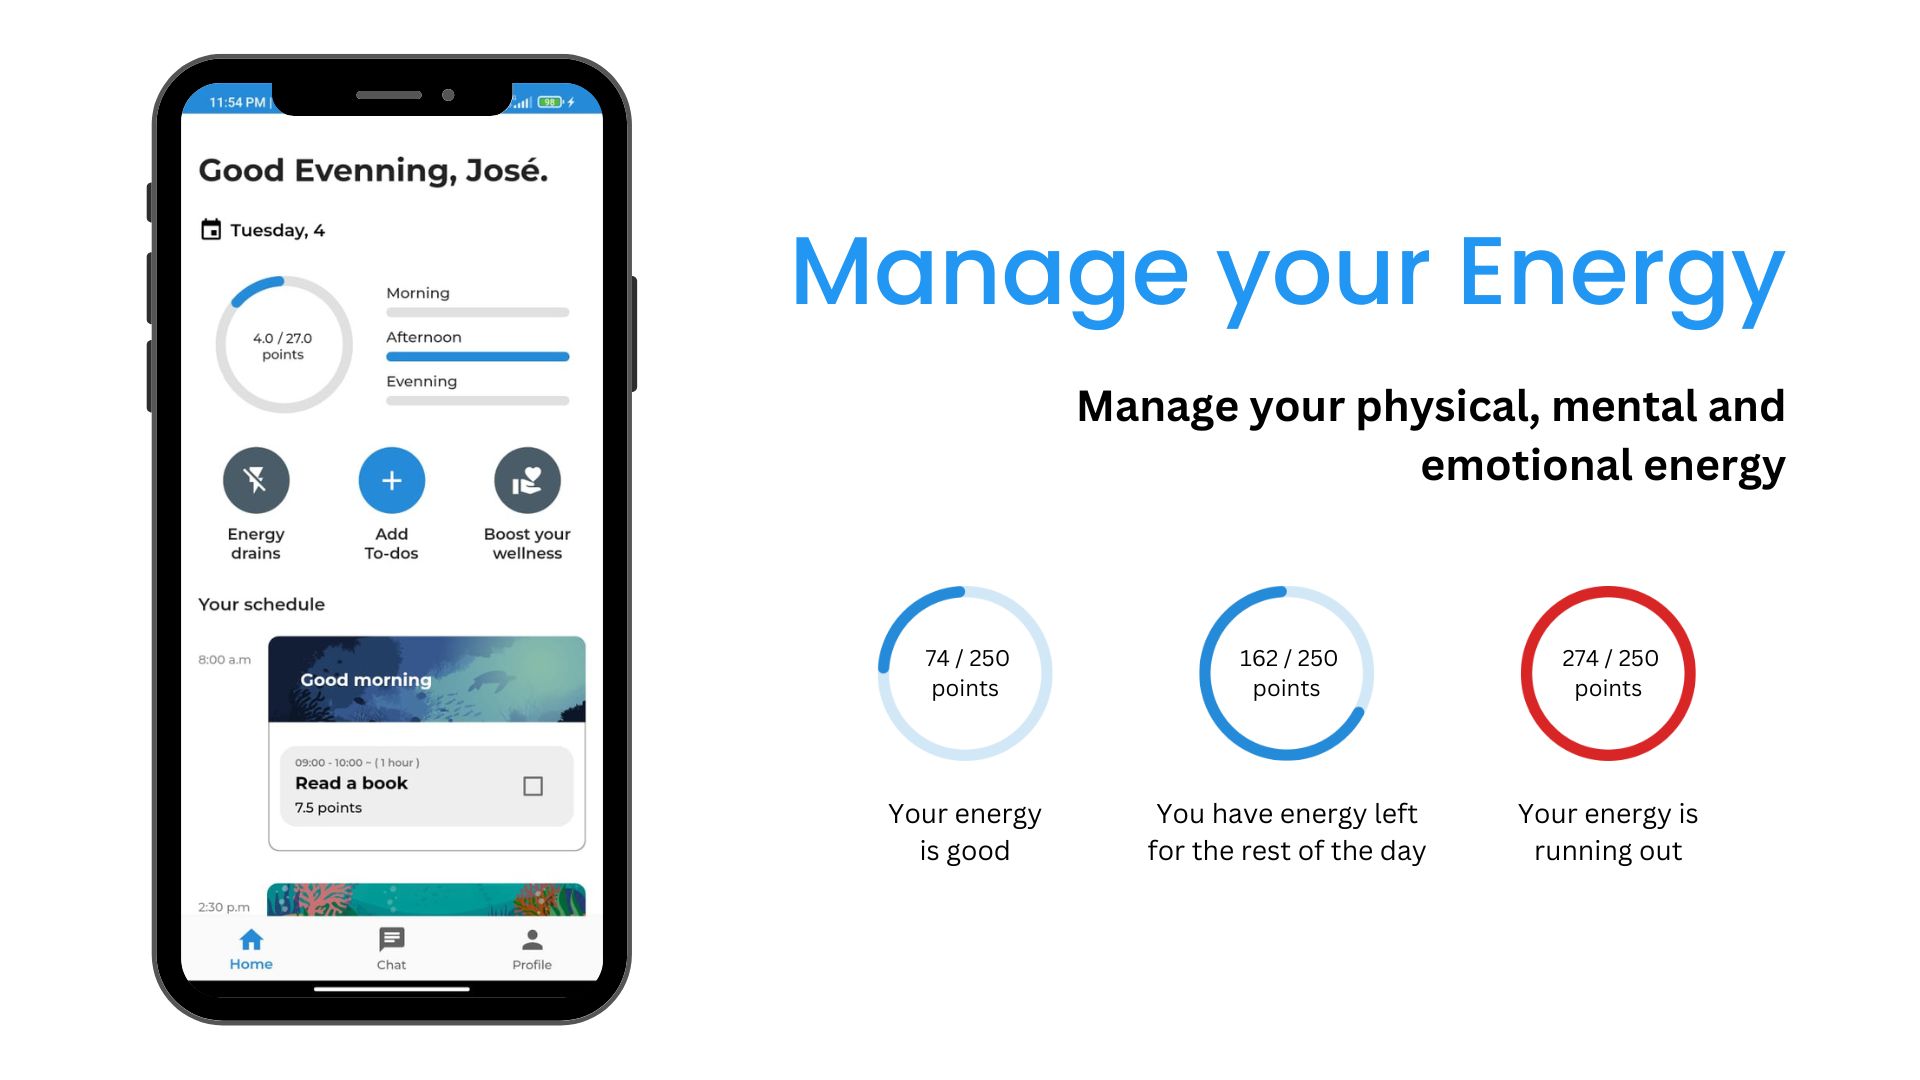 11:54 PM |
98
Good Evenning, José.
Tuesday, 4
4.0 / 27.0
points
Morning
Afternoon
Evenning
Energy
drains
Add
To-dos
Boost your
wellness
Your schedule
8:00 a.m
Good morning
09:00 - 10:00 ~ ( 1 hour )
Read a book
7.5 points
2:30 p.m
Home
Chat
Profile
Manage your Energy
Manage your physical, mental and
emotional energy
74 / 250
points
Your energy
is good
162 / 250
points
You have energy left
for the rest of the day
274 / 250
points
Your energy is
running out